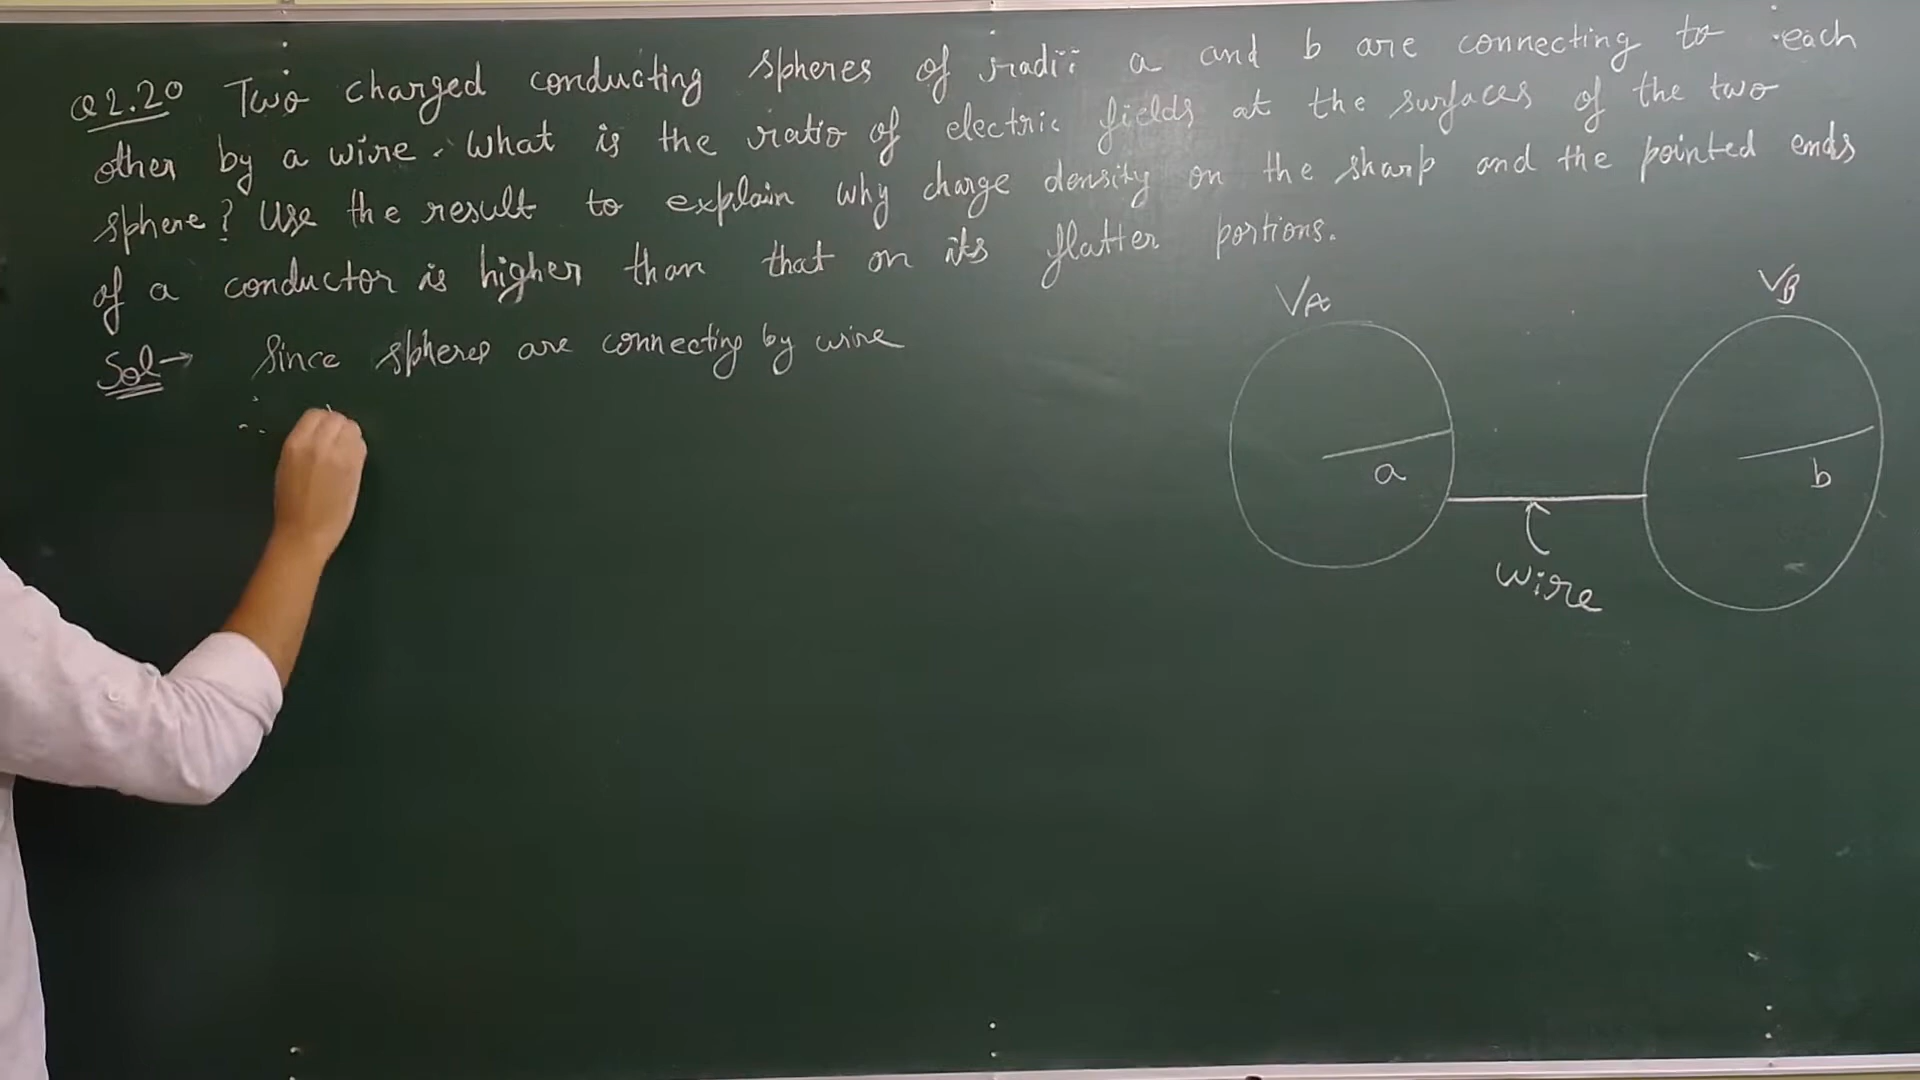 Q 2.20 Two charged conducting spheres of radii a and b are connecting to each
other by a wire. What is the ratio of electric fields at the surfaces of the two
sphere? Use the result to explain why charge density on the sharp and the pointed ends
of a conductor is higher than that on its flatter portions.
Sol→ Since spheres are connecting by wire
∴
VA
VB
a
b
wire